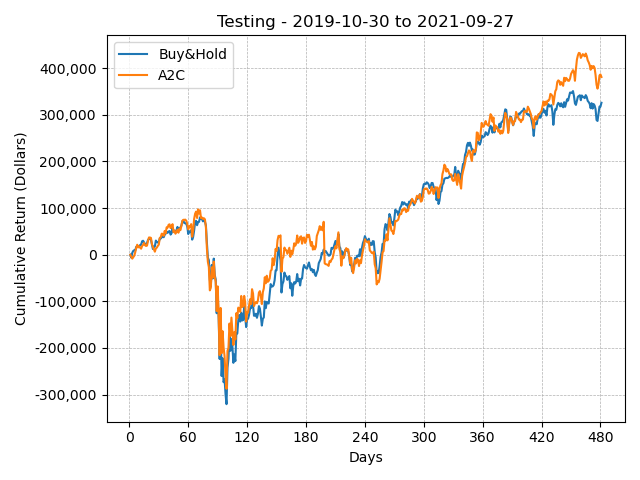 Testing - 2019-10-30 to 2021-09-27
Buy&Hold
A2C
Cumulative Return (Dollars)
400,000
300,000
200,000
100,000
0
-100,000
-200,000
-300,000
0 60 120 180 240 300 360 420 480
Days